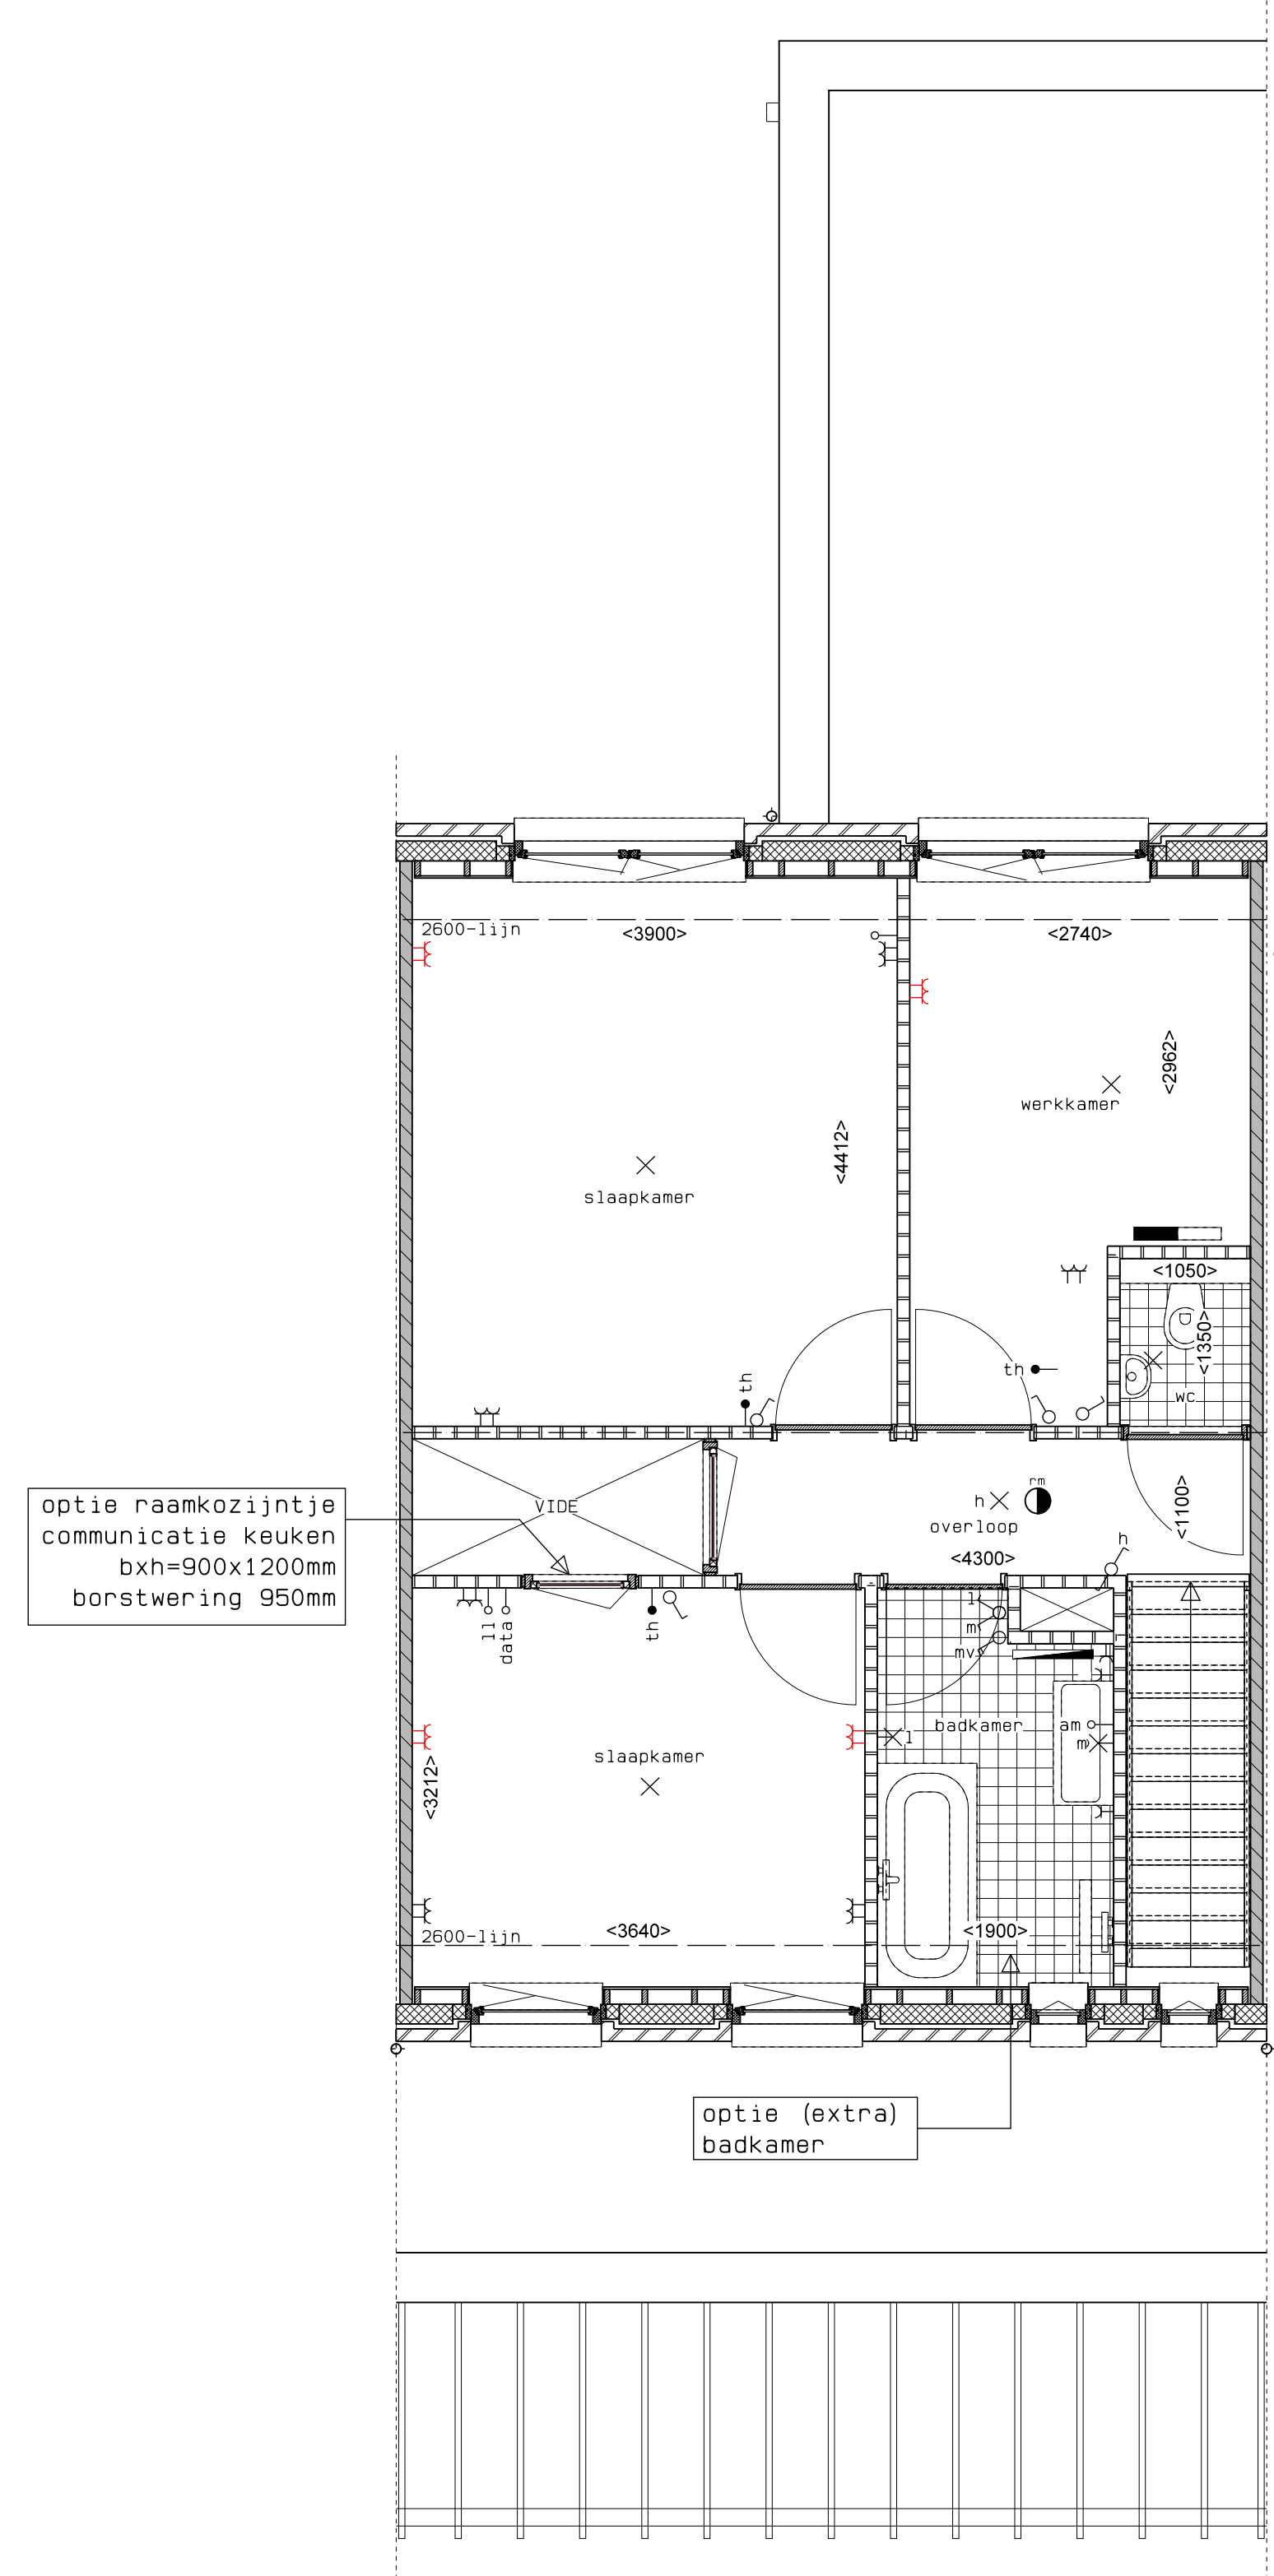 2600-lijn
<3900>
<2740>
<2962>
werkkamer
<4412>
slaapkamer
<1050>
<1350>
wc
th
th
rm
h
overloop
<1100>
VIDE
<4300>
h
optie raamkozijntje
communicatie keuken
bxh=900x1200mm
borstwering 950mm
ll
data
th
l
m
mv
badkamer
am
m
l
slaapkamer
<3212>
2600-lijn
<3640>
<1900>
optie (extra)
badkamer